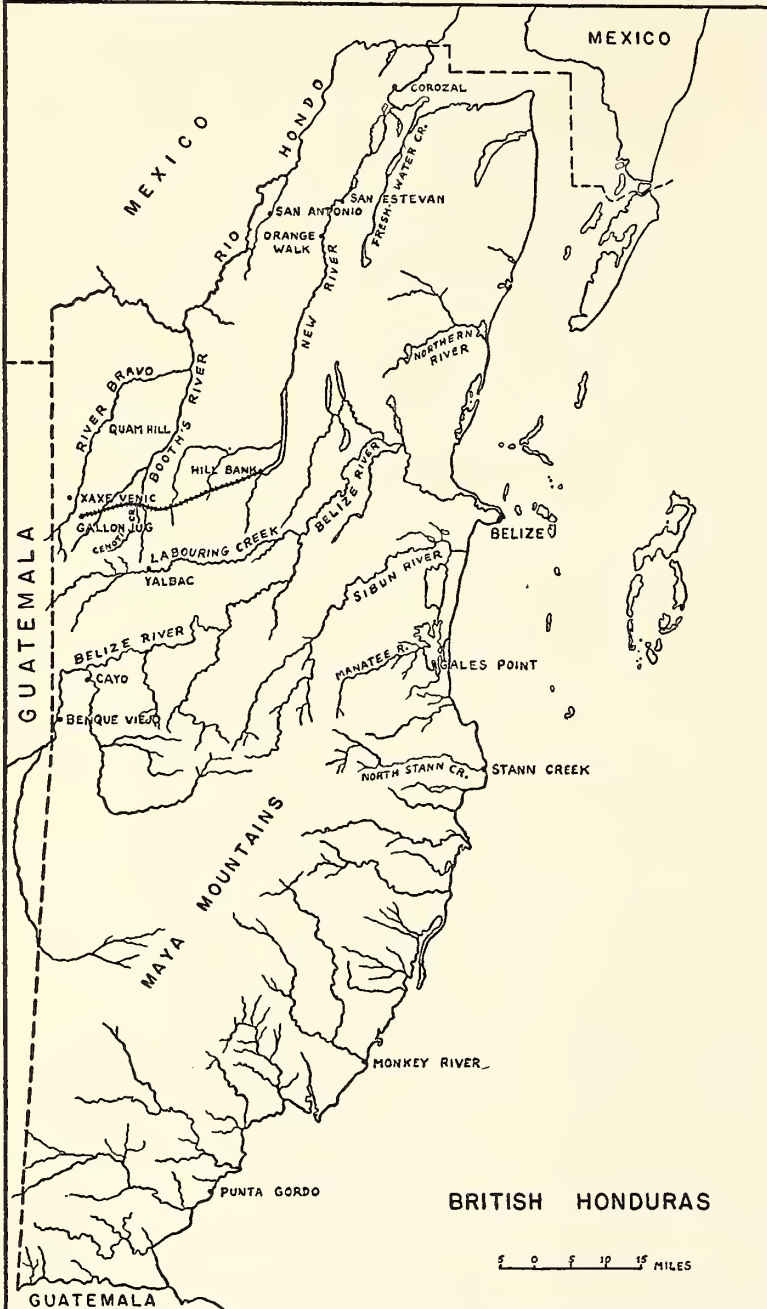 MEXICO
COROZAL
RIO HONDO
MEXICO
FRESH-WATER CR.
SAN ESTEVAN
SAN ANTONIO
ORANGE
WALK
NEW RIVER
NORTHERN
RIVER
RIVER BRAVO
BOOTH'S RIVER
QUAM HILL
HILL BANK
XAXE VENIC
GALLON JUG
CENOTE CR.
BELIZE RIVER
BELIZE
LABOURING CREEK
YALBAC
SIBUN RIVER
GUATEMALA
BELIZE RIVER
MANATEE R.
GALES POINT
CAYO
BENQUE VIEJO
NORTH STANN CR.
STANN CREEK
MAYA MOUNTAINS
MONKEY RIVER
PUNTA GORDO
BRITISH HONDURAS
5 0 5 10 15 MILES
GUATEMALA